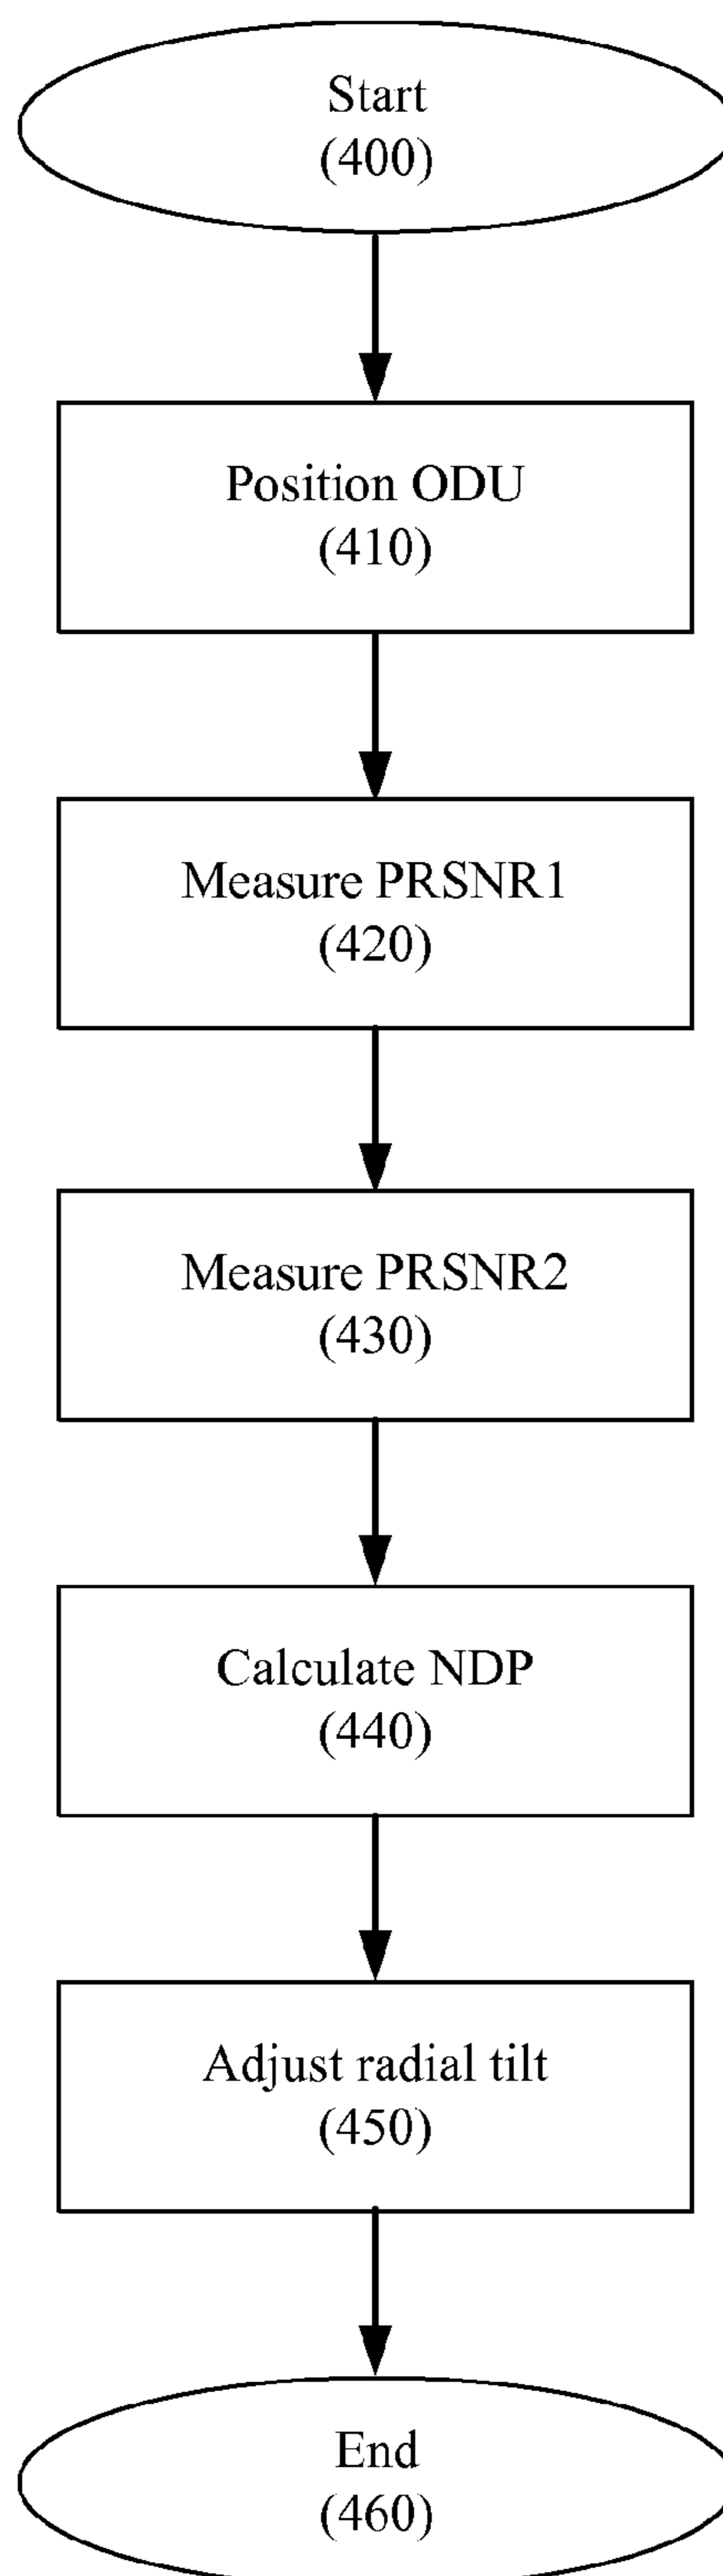 Start
(400)
Position ODU
(410)
Measure PRSNR1
(420)
Measure PRSNR2
(430)
Calculate NDP
(440)
Adjust radial tilt
(450)
End
(460)